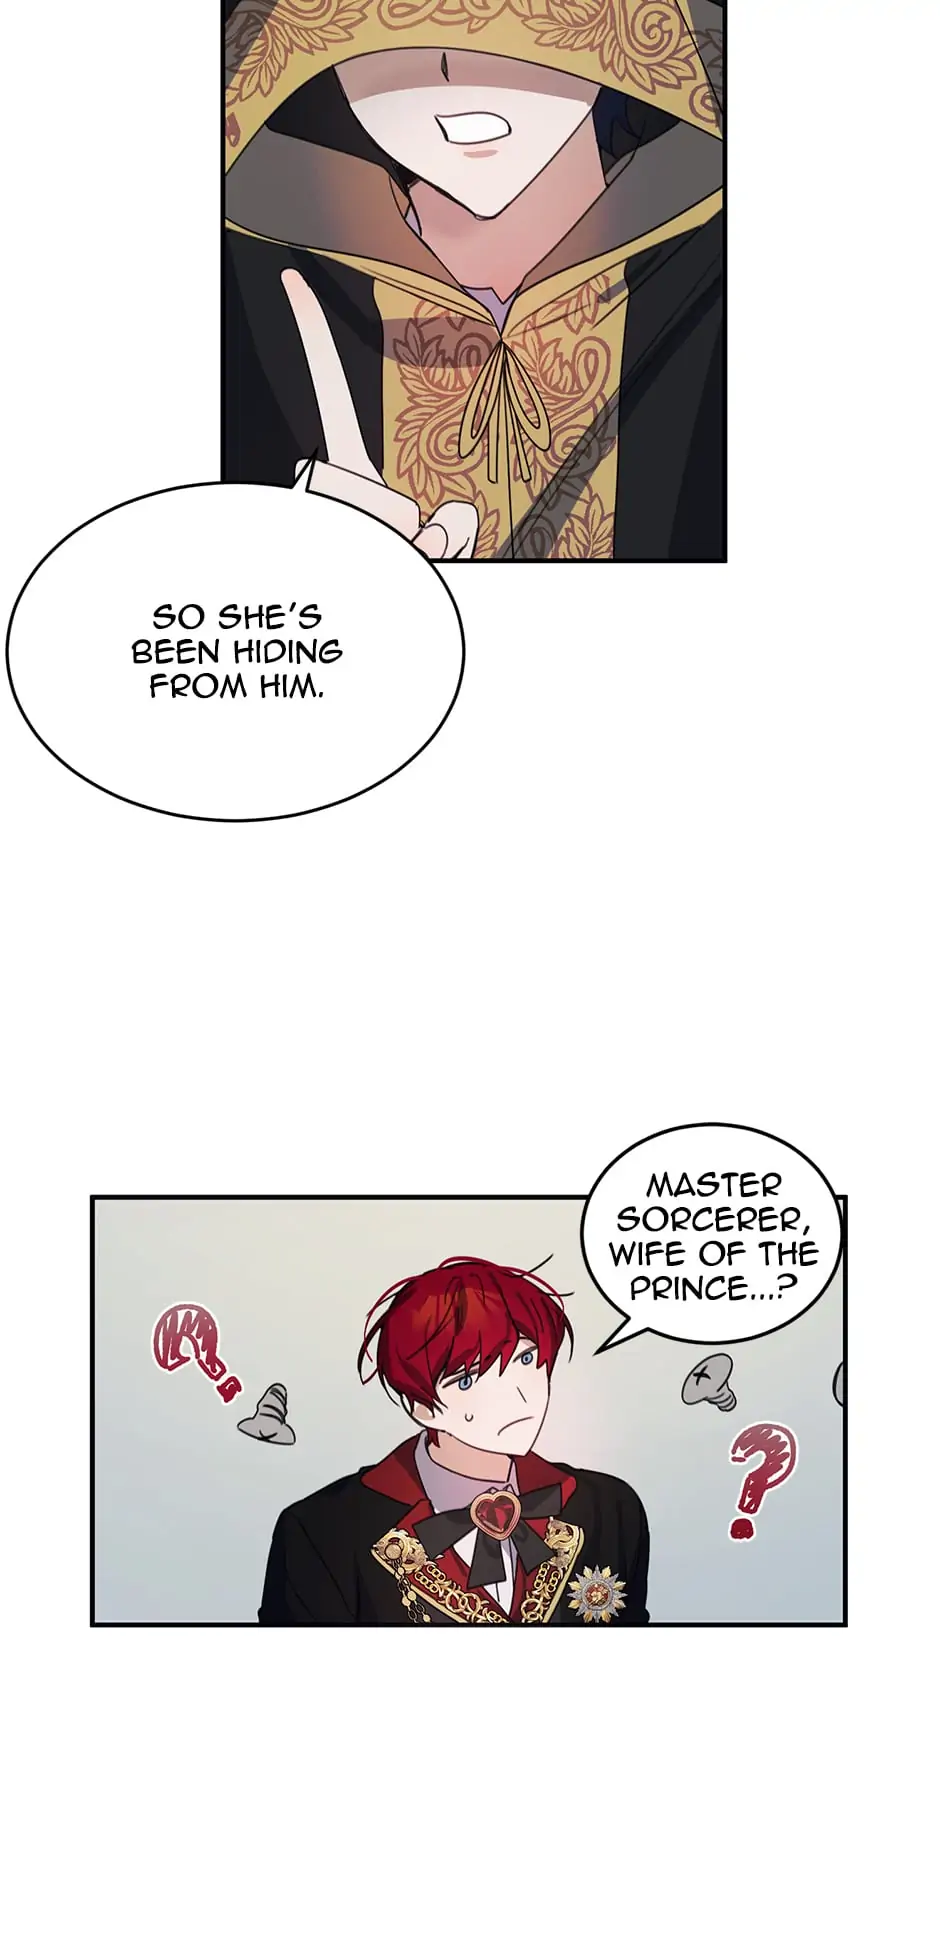 SO SHE'S
BEEN HIDING
FROM HIM.
MASTER
SORCERER,
WIFE OF THE
PRINCE...?
?
?